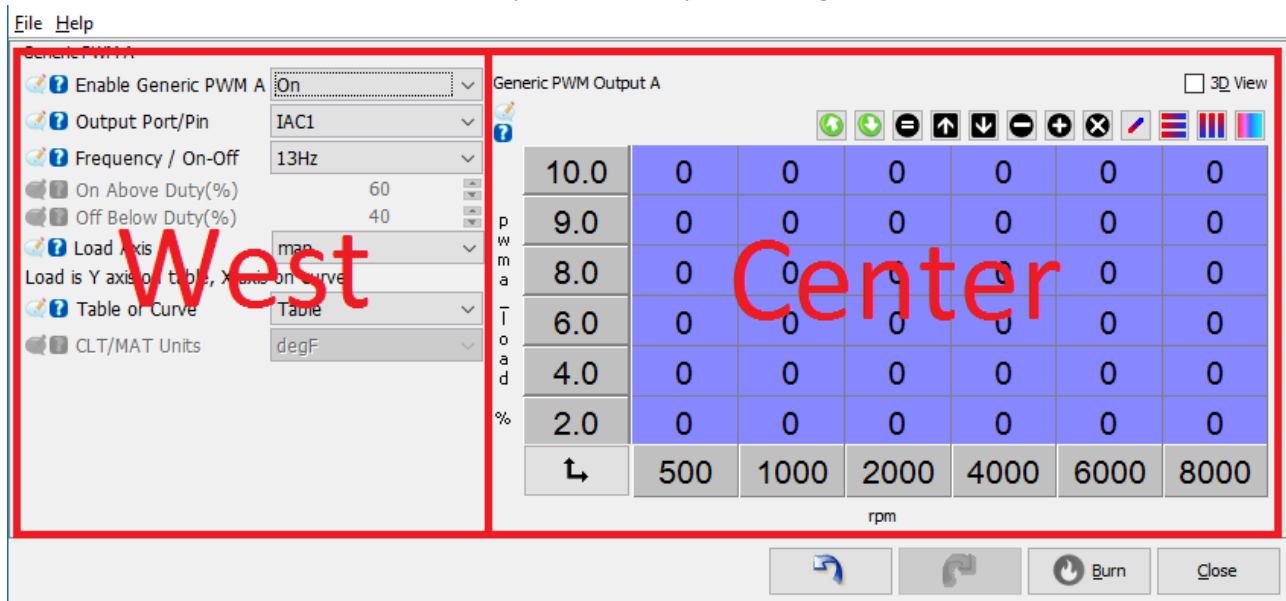 File Help
Generic PWM A
Enable Generic PWM A On
Output Port/Pin IAC1
Frequency / On-Off 13Hz
On Above Duty(%) 60
Off Below Duty(%) 40
Load Axis map
Load is Y axis on table, X axis on curve
Table or Curve Table
CLT/MAT Units degF
West
Generic PWM Output A 3D View
pwma_load %
10.0 0 0 0 0 0 0
9.0 0 0 0 0 0 0
8.0 0 0 0 0 0 0
6.0 0 0 0 0 0 0
4.0 0 0 0 0 0 0
2.0 0 0 0 0 0 0
500 1000 2000 4000 6000 8000
rpm
Center
Burn Close